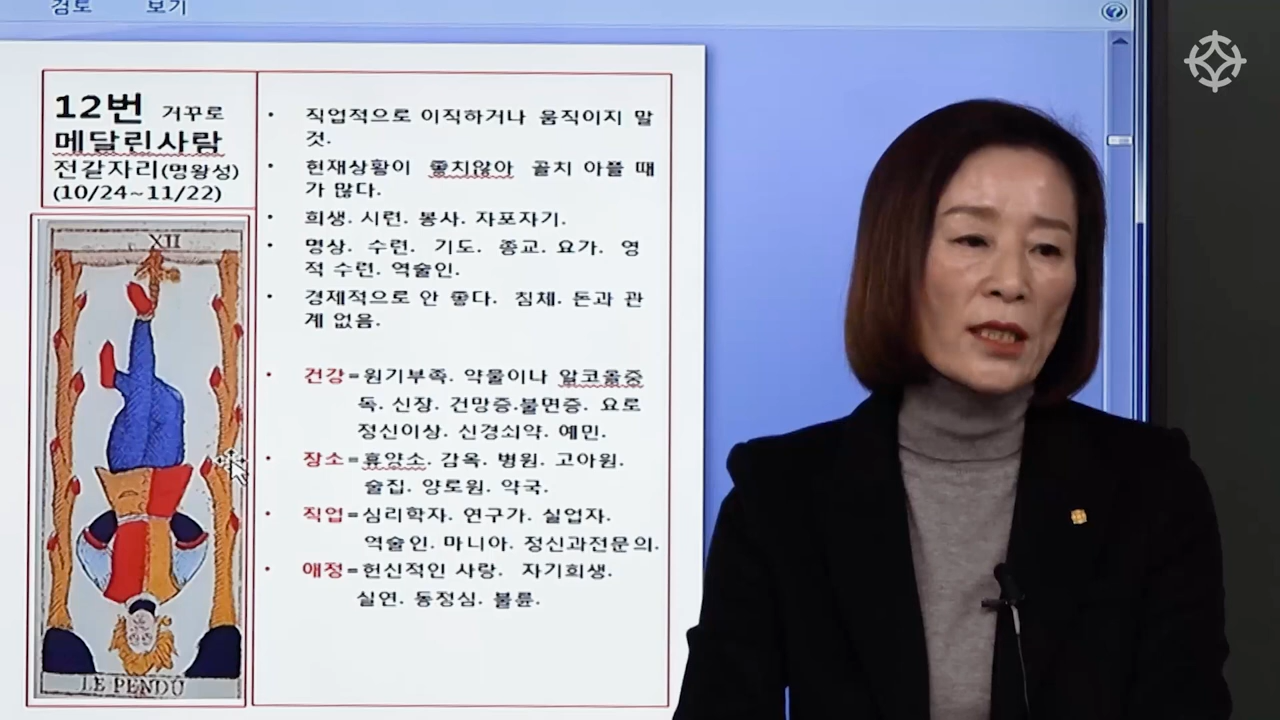 검토 보기
12번 거꾸로
메달린사람
전갈자리(명왕성)
(10/24~11/22)
XII
LE PENDU
• 직업적으로 이직하거나 움직이지 말
것.
• 현재상황이 좋치않아 골치 아플 때
가 많다.
• 희생. 시련. 봉사. 자포자기.
• 명상. 수련. 기도. 종교. 요가. 영
적 수련. 역술인.
• 경제적으로 안 좋다. 침체. 돈과 관
계 없음.
• 건강=원기부족. 약물이나 알코올중
독. 신장. 건망증.불면증. 요로
정신이상. 신경쇠약. 예민.
• 장소=휴양소. 감옥. 병원. 고아원.
술집. 양로원. 약국.
• 직업=심리학자. 연구가. 실업자.
역술인. 마니아. 정신과전문의.
• 애정=헌신적인 사랑. 자기희생.
실연. 동정심. 불륜.